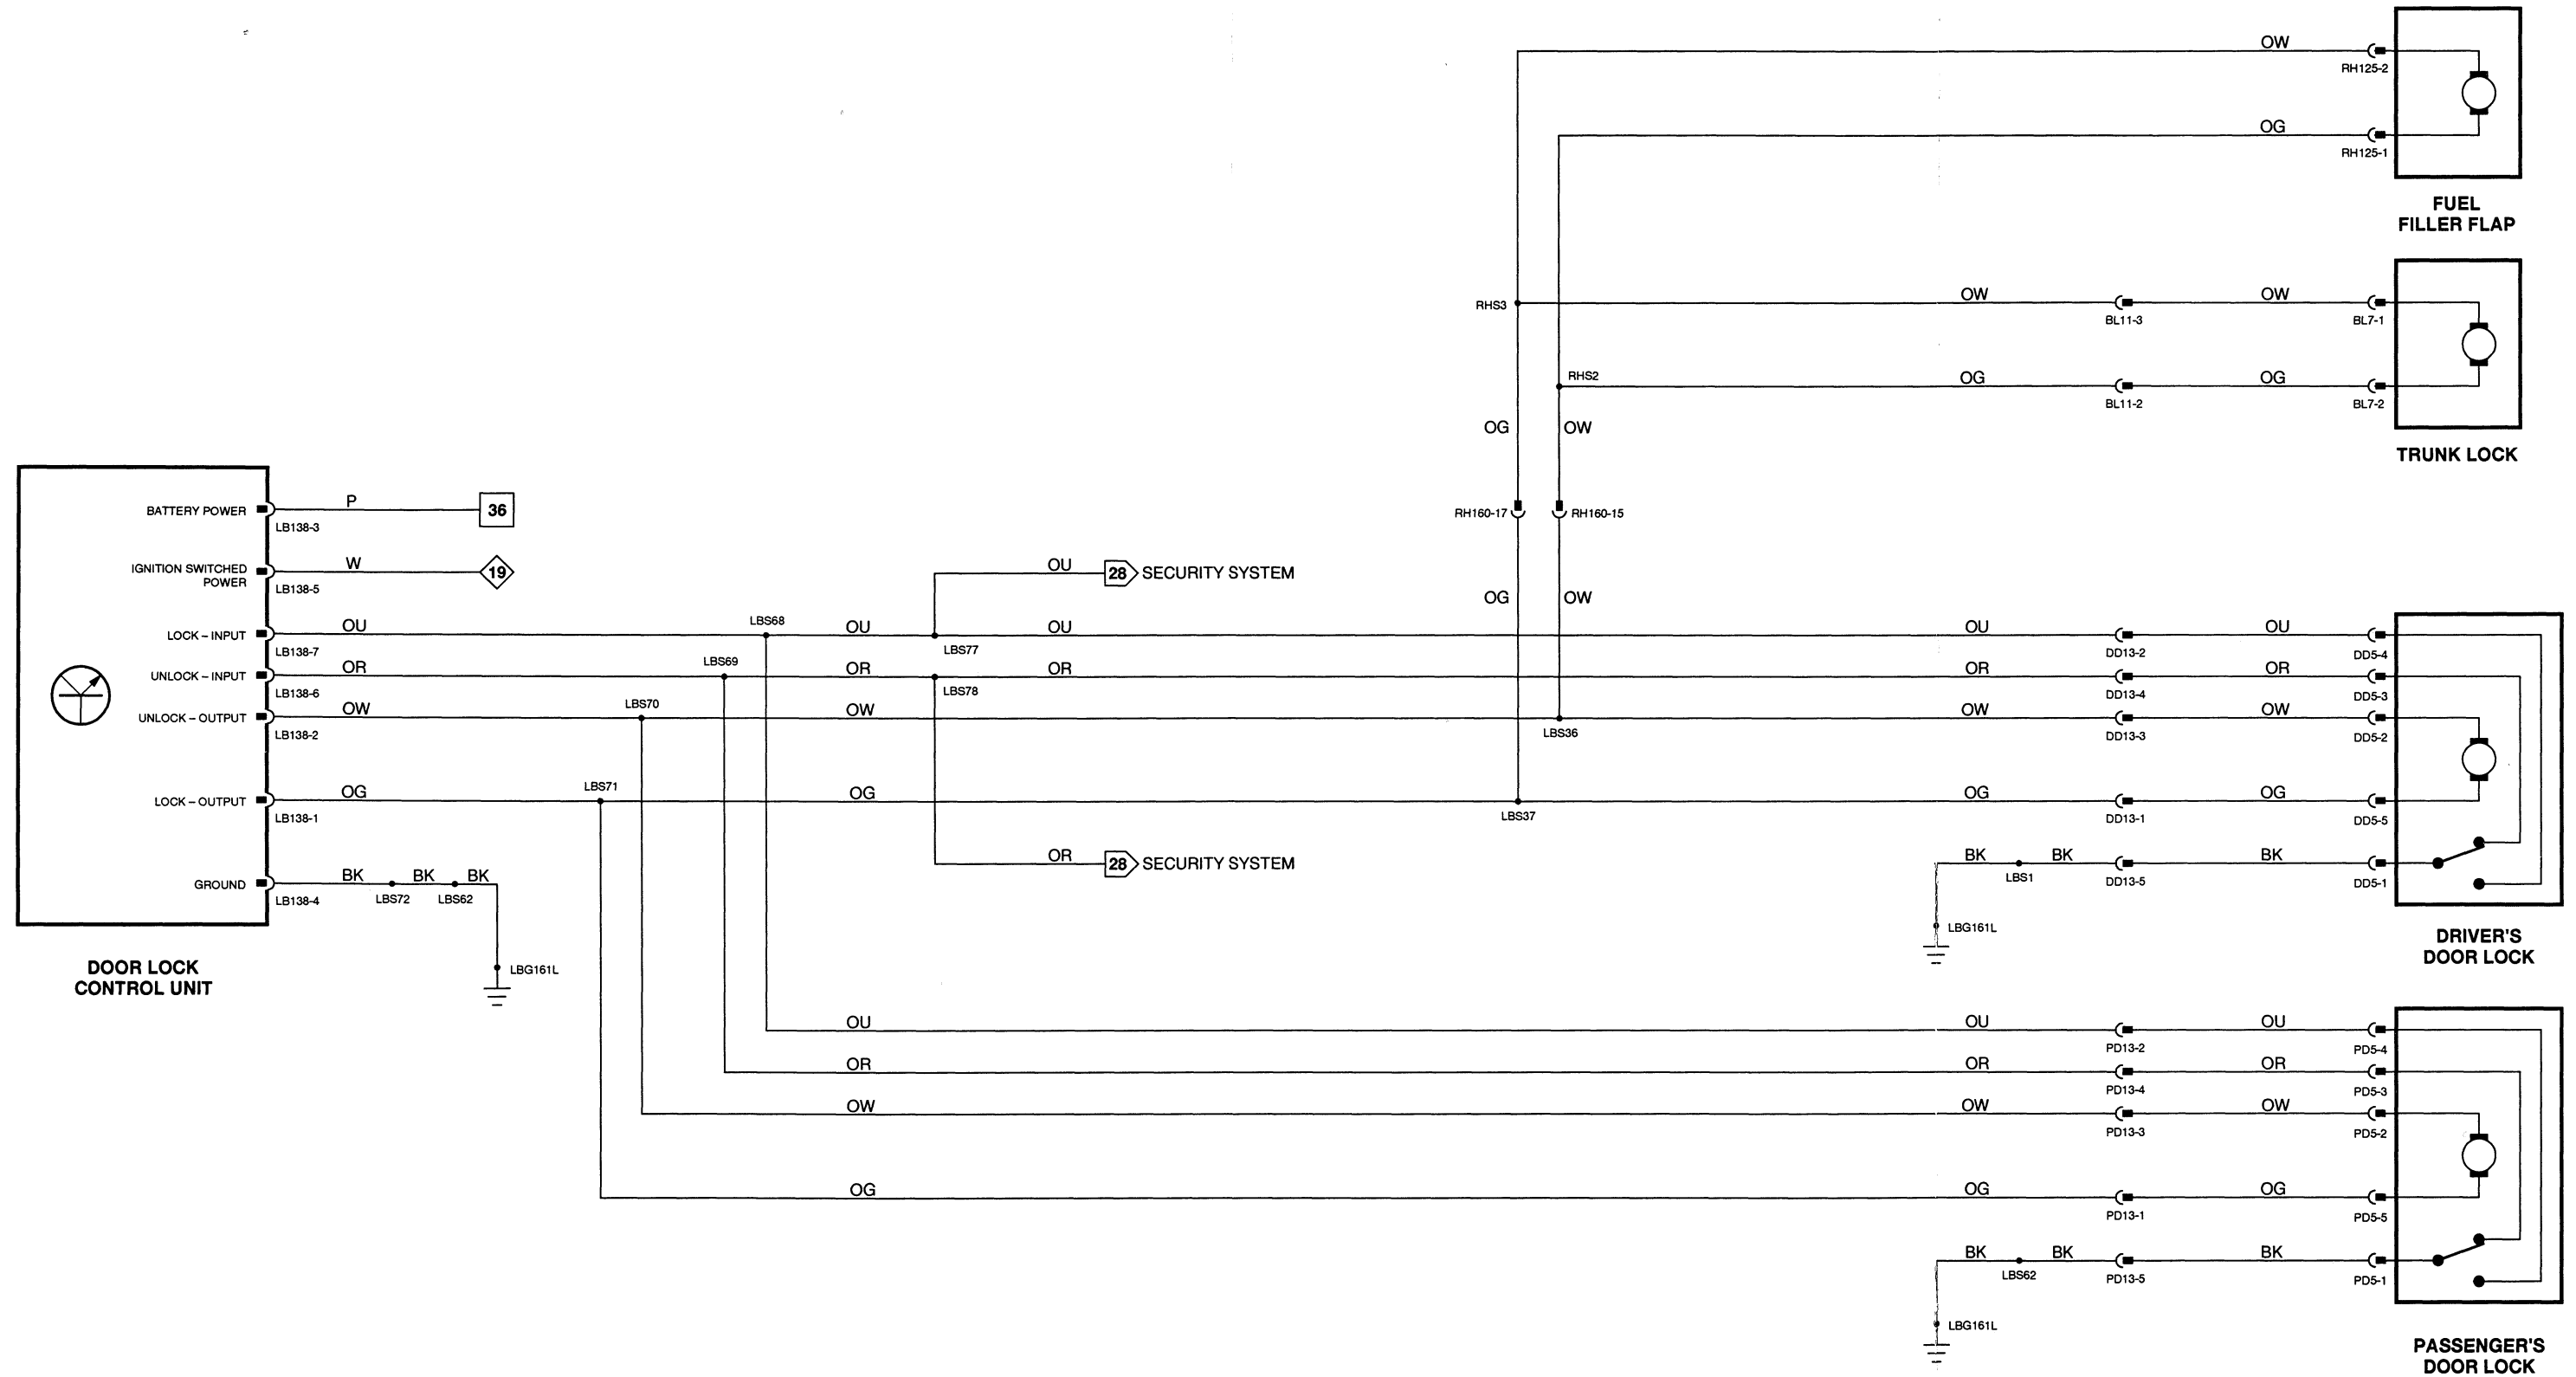 OW
RH125-2
OG
RH125-1
FUEL
FILLER FLAP
RHS3
OW
BL11-3
OW
BL7-1
RHS2
OG
BL11-2
OG
BL7-2
TRUNK LOCK
OG
OW
RH160-17
RH160-15
OG
OW
BATTERY POWER
P
36
LB138-3
IGNITION SWITCHED
POWER
W
19
LB138-5
OU
28
SECURITY SYSTEM
LOCK – INPUT
OU
LBS68
OU
OU
OU
OU
LB138-7
LBS77
DD13-2
DD5-4
UNLOCK – INPUT
OR
LBS69
OR
OR
OR
OR
LB138-6
LBS78
DD13-4
DD5-3
UNLOCK – OUTPUT
OW
LBS70
OW
OW
OW
LB138-2
LBS36
DD13-3
DD5-2
LOCK – OUTPUT
OG
LBS71
OG
OG
OG
LB138-1
LBS37
DD13-1
DD5-5
OR
28
SECURITY SYSTEM
BK
BK
BK
LBS1
DD13-5
DD5-1
LBG161L
GROUND
BK
BK
BK
LB138-4
LBS72
LBS62
LBG161L
DOOR LOCK
CONTROL UNIT
DRIVER'S
DOOR LOCK
OU
OU
OU
PD13-2
PD5-4
OR
OR
OR
PD13-4
PD5-3
OW
OW
OW
PD13-3
PD5-2
OG
OG
OG
PD13-1
PD5-5
BK
BK
BK
LBS62
PD13-5
PD5-1
LBG161L
PASSENGER'S
DOOR LOCK